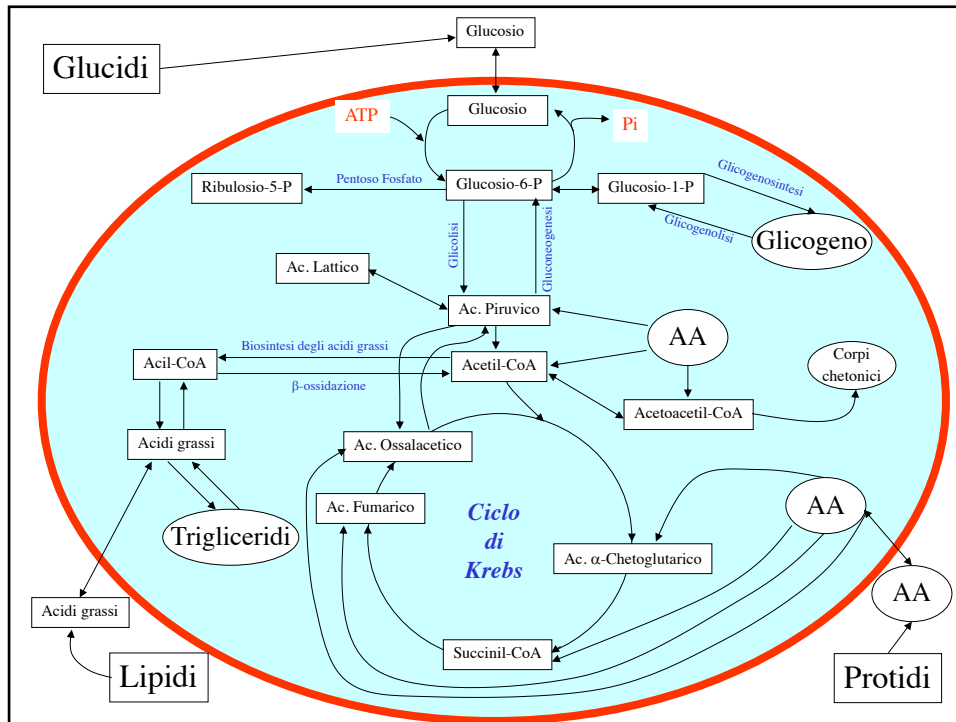 Glucosio
Glucidi
Glucosio
ATP
Pi
Ribulosio-5-P
Pentoso Fosfato
Glucosio-6-P
Glucosio-1-P
Glicogenosintesi
Glicogenolisi
Glicogeno
Glicolisi
Gluconeogenesi
Ac. Lattico
Ac. Piruvico
AA
Biosintesi degli acidi grassi
Acil-CoA
Acetil-CoA
β-ossidazione
Corpi
chetonici
Acetoacetil-CoA
Acidi grassi
Ac. Ossalacetico
Trigliceridi
Ac. Fumarico
Ciclo
di
Krebs
AA
Ac. α-Chetoglutarico
AA
Acidi grassi
Succinil-CoA
Lipidi
Protidi